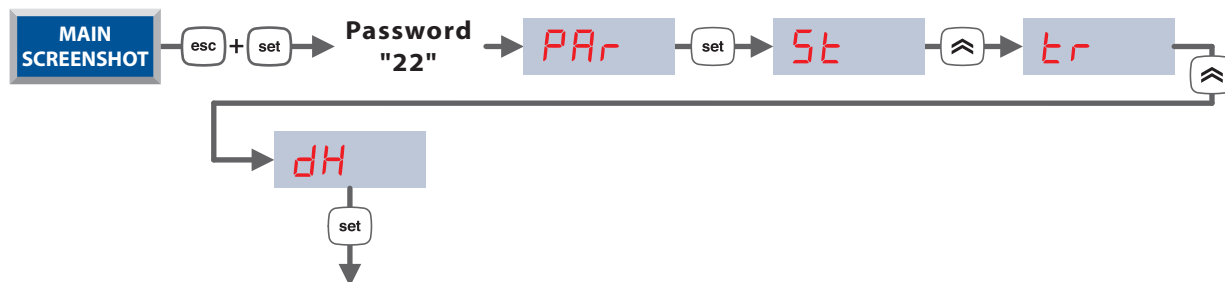 MAIN
SCREENSHOT
esc + set
Password
"22"
PAr
set
St
tr
dH
set